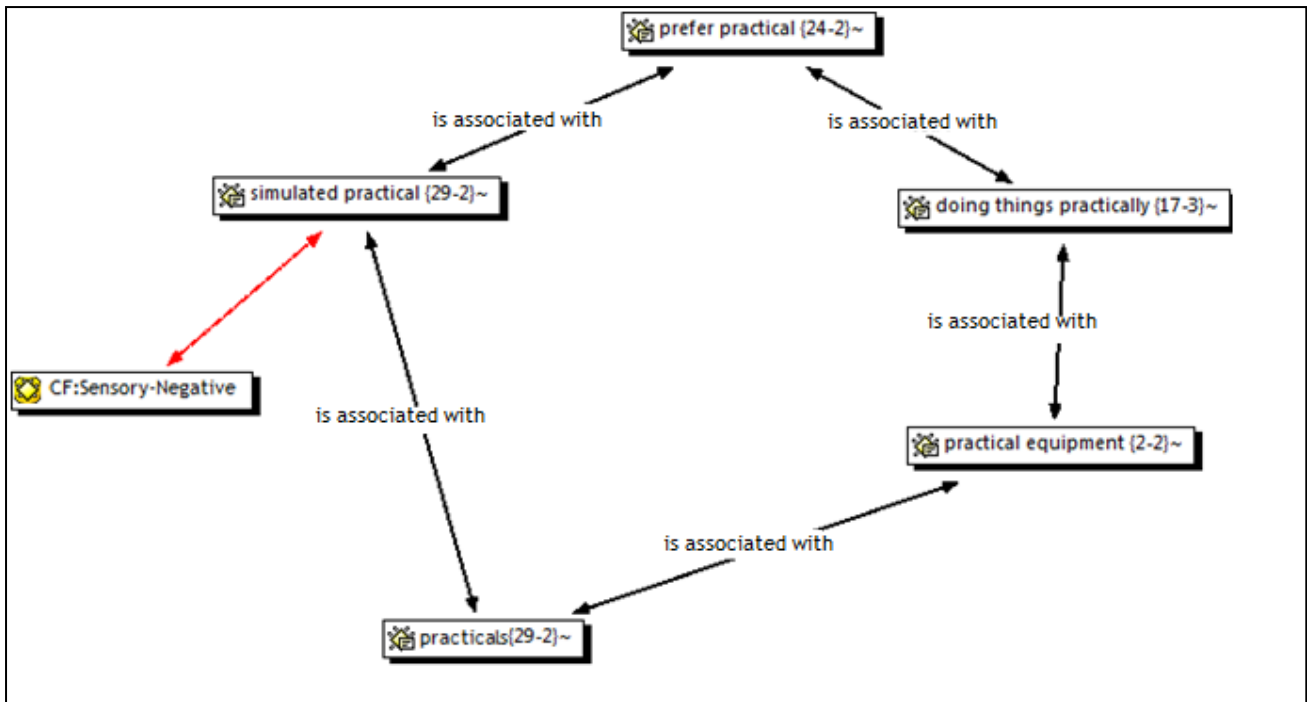 prefer practical {24-2}~
is associated with
is associated with
simulated practical {29-2}~
doing things practically {17-3}~
is associated with
CF:Sensory-Negative
is associated with
practical equipment {2-2}~
is associated with
practicals{29-2}~